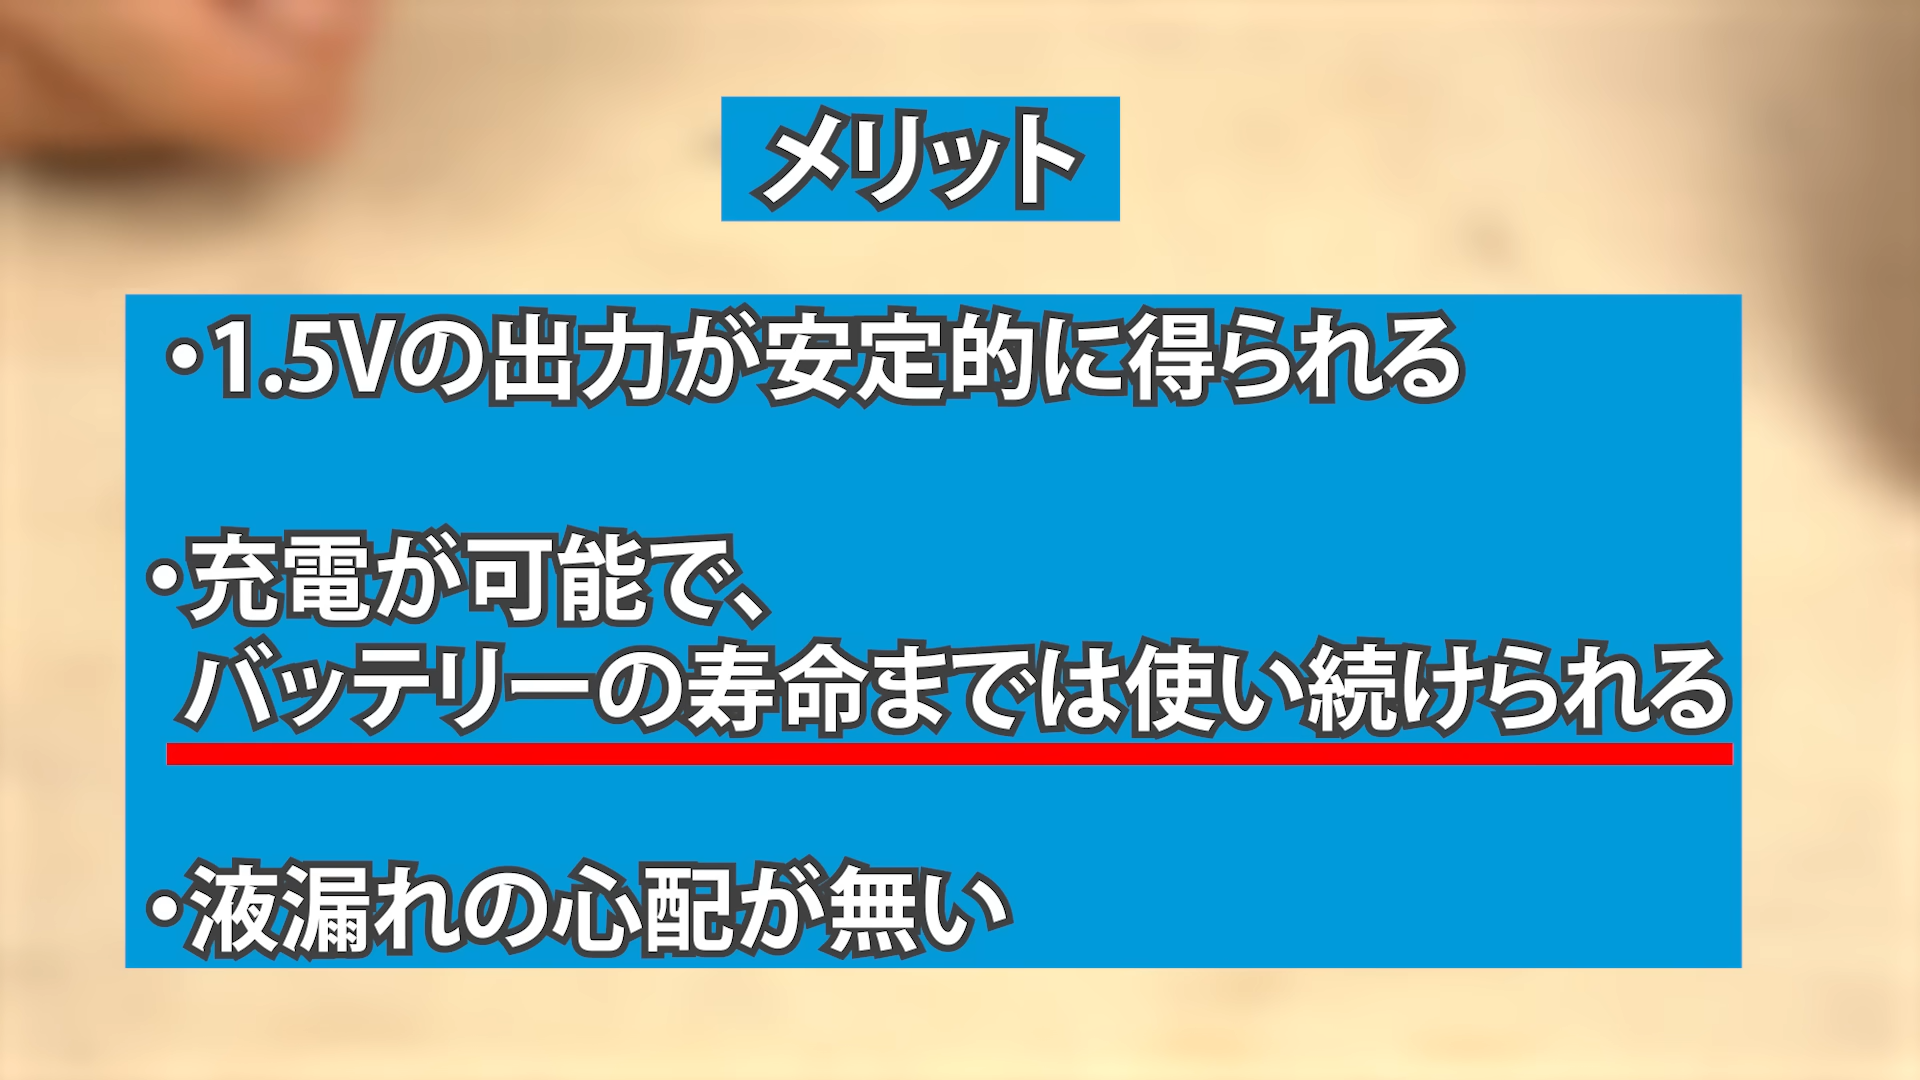 メリット
・1.5Vの出力が安定的に得られる
・充電が可能で、
バッテリーの寿命までは使い続けられる
・液漏れの心配が無い